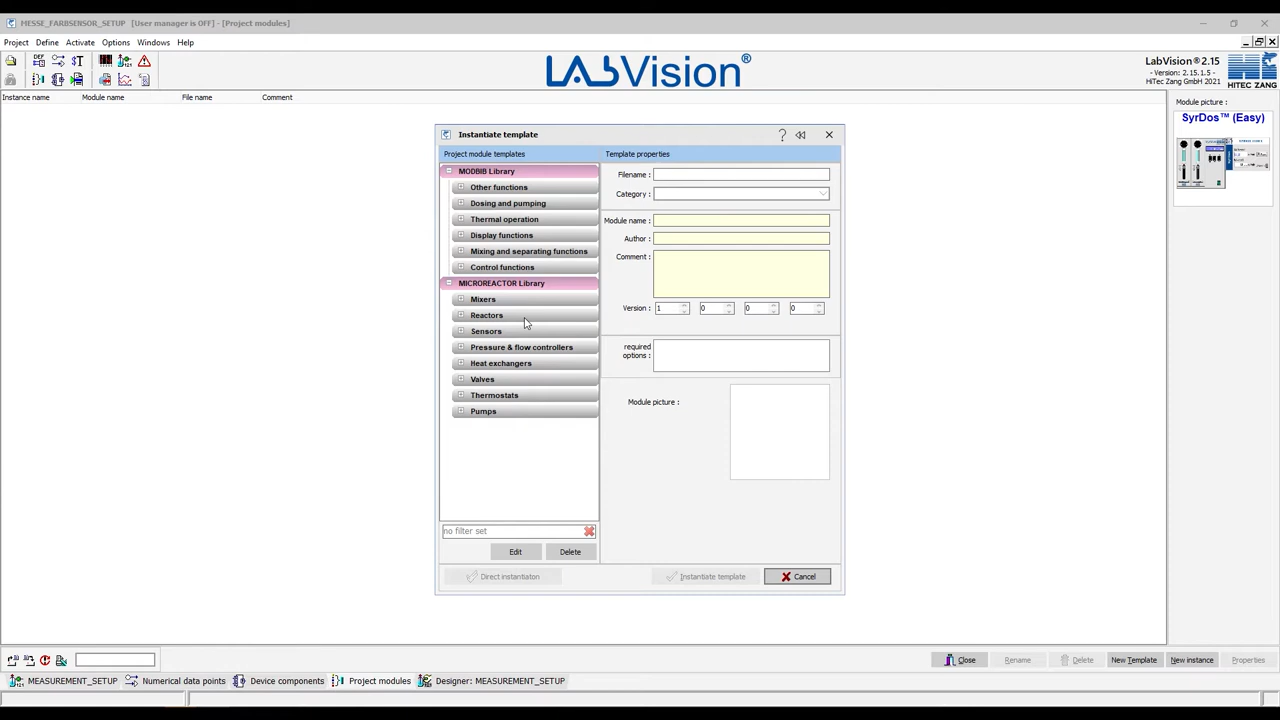 MESSE_FARBSENSOR_SETUP [User manager is OFF] - [Project modules]
Project Define Activate Options Windows Help
LABVision®
LabVision® 2.15
- Version: 2.15.1.5 -
HiTec Zang GmbH 2021
HITEC ZANG
Instance name Module name File name Comment
Module picture :
SyrDos™ (Easy)
Instantiate template
Project module templates
Template properties
MODBIB Library
Other functions
Dosing and pumping
Thermal operation
Display functions
Mixing and separating functions
Control functions
MICROREACTOR Library
Mixers
Reactors
Sensors
Pressure & flow controllers
Heat exchangers
Valves
Thermostats
Pumps
no filter set
Edit Delete
Filename :
Category :
Module name :
Author :
Comment :
Version : 1 0 0 0
required
options :
Module picture :
Direct instantiaton Instantiate template Cancel
Close Rename Delete New Template New instance Properties
MEASUREMENT_SETUP Numerical data points Device components Project modules Designer: MEASUREMENT_SETUP